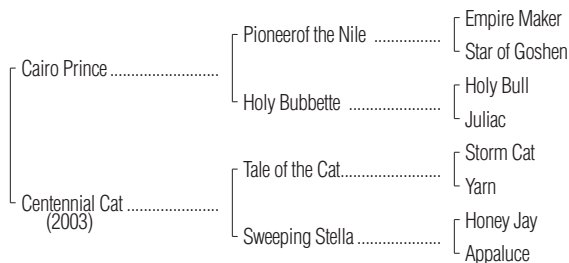 Empire Maker
Pioneerof the Nile ..................
Star of Goshen
Cairo Prince ........................
Holy Bull
Holy Bubbette .....................
Juliac
Storm Cat
Tale of the Cat......................
Yarn
Centennial Cat ....................
(2003)
Honey Jay
Sweeping Stella ...................
Appaluce